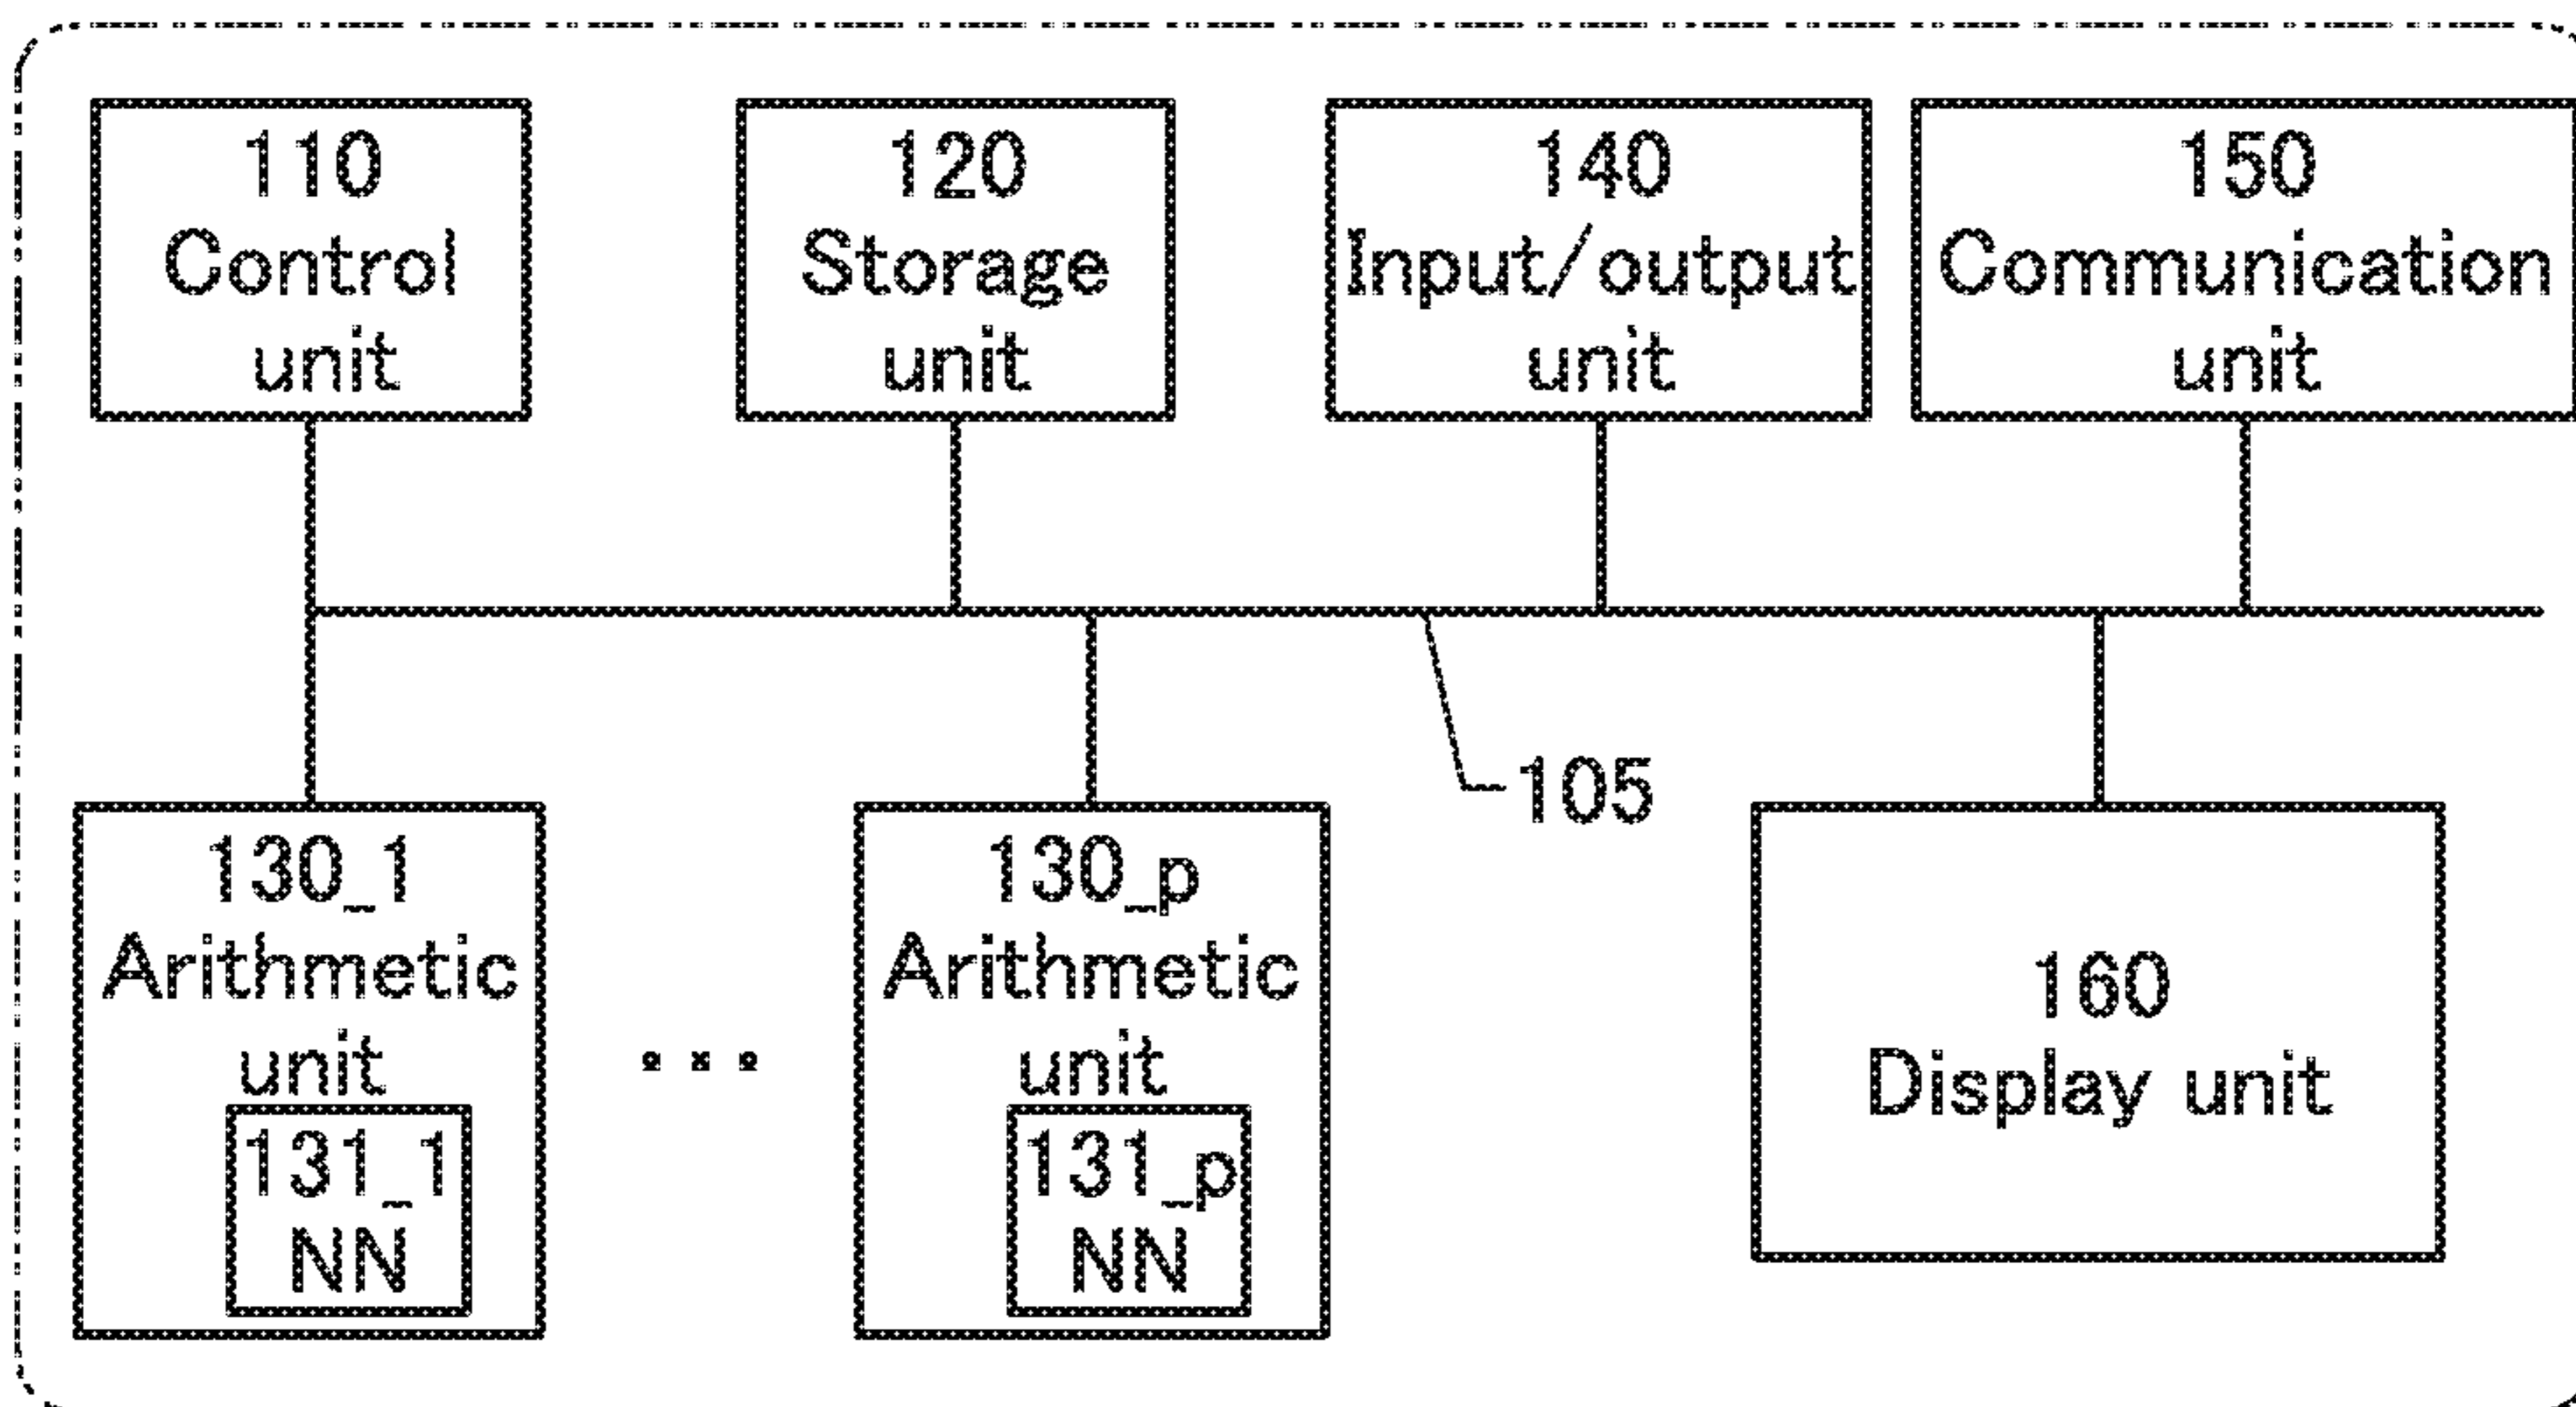 110
Control
unit
120
Storage
unit
140
Input/output
unit
150
Communication
unit
105
130_1
Arithmetic
unit
131_1
NN
...
130_p
Arithmetic
unit
131_p
NN
160
Display unit